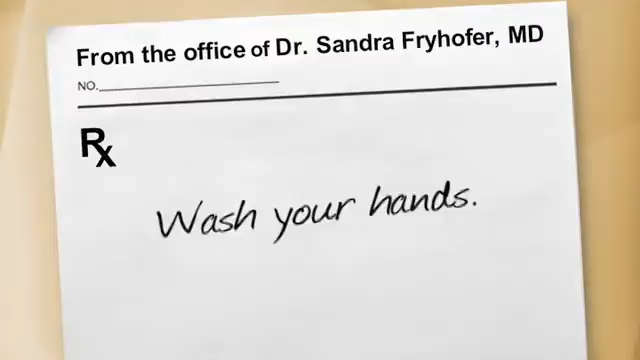 From the office of Dr. Sandra Fryhofer, MD
NO.
Rx
Wash your hands.